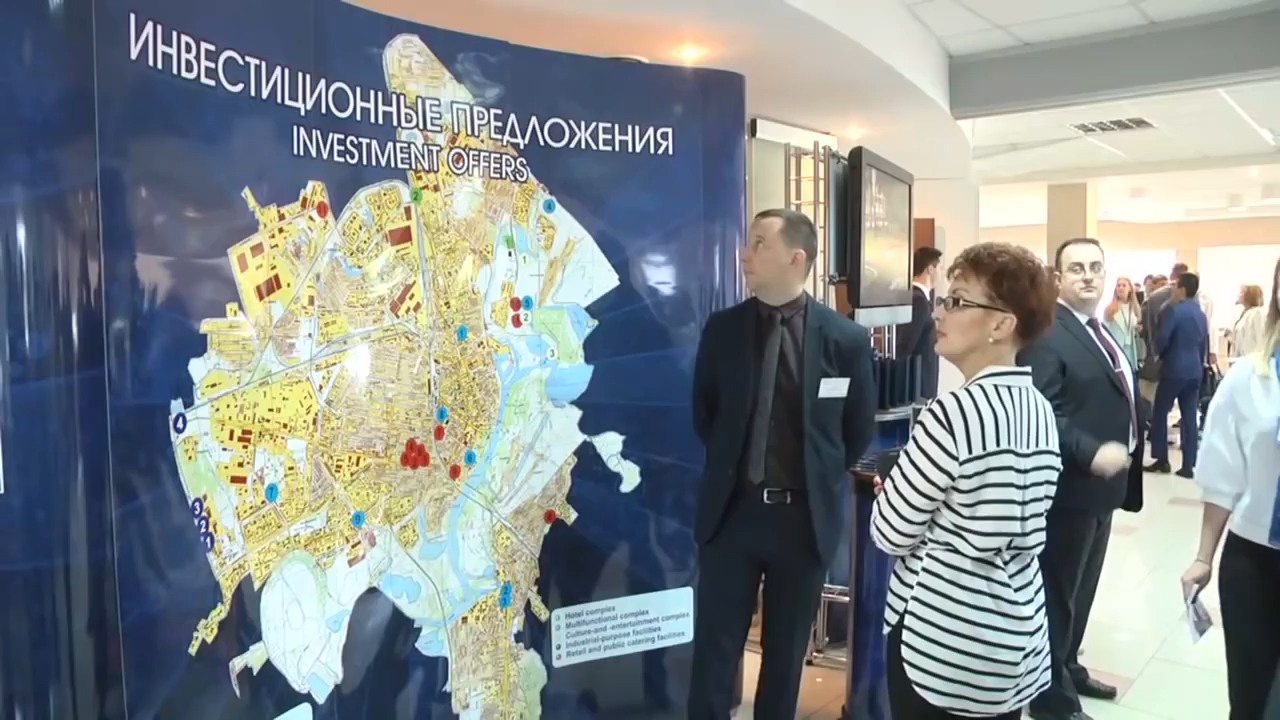 ИНВЕСТИЦИОННЫЕ ПРЕДЛОЖЕНИЯ
INVESTMENT OFFERS
Hotel complex
Multifunctional complex
Culture-and -entertainment complex
Industrial-purpose facilities
Retail and public catering facilities